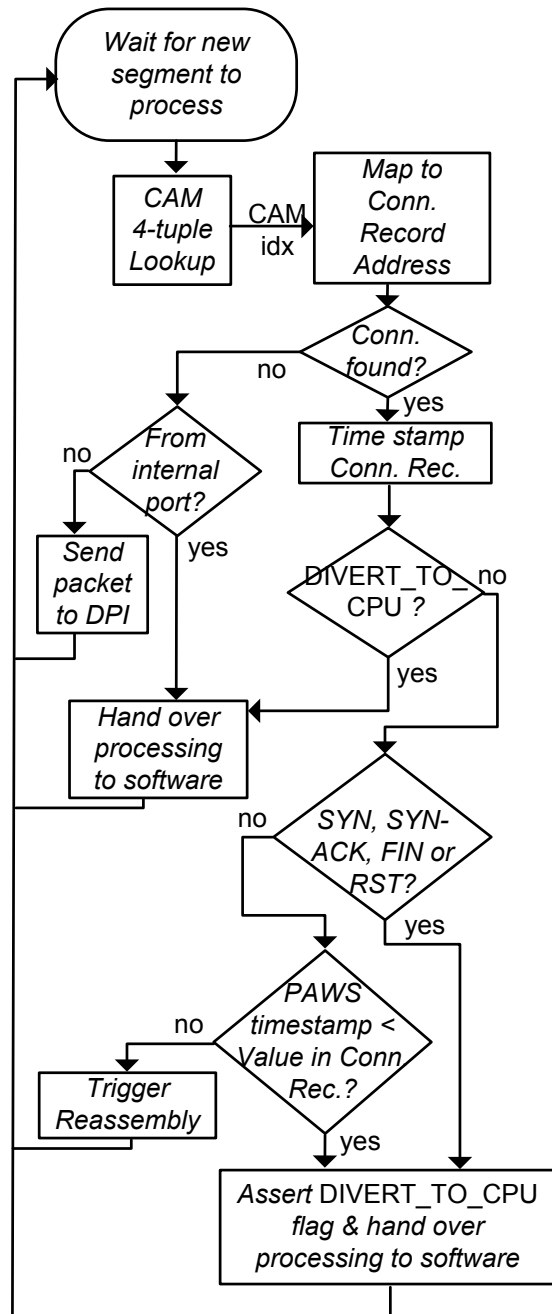 Wait for new
segment to
process
CAM
4-tuple
Lookup
CAM
idx
Map to
Conn.
Record
Address
Conn.
found?
no
yes
From
internal
port?
no
yes
Time stamp
Conn. Rec.
Send
packet
to DPI
DIVERT_TO_
CPU ?
no
yes
Hand over
processing
to software
SYN, SYN-
ACK, FIN or
RST?
no
yes
PAWS
timestamp <
Value in Conn
Rec.?
no
yes
Trigger
Reassembly
Assert DIVERT_TO_CPU
flag & hand over
processing to software